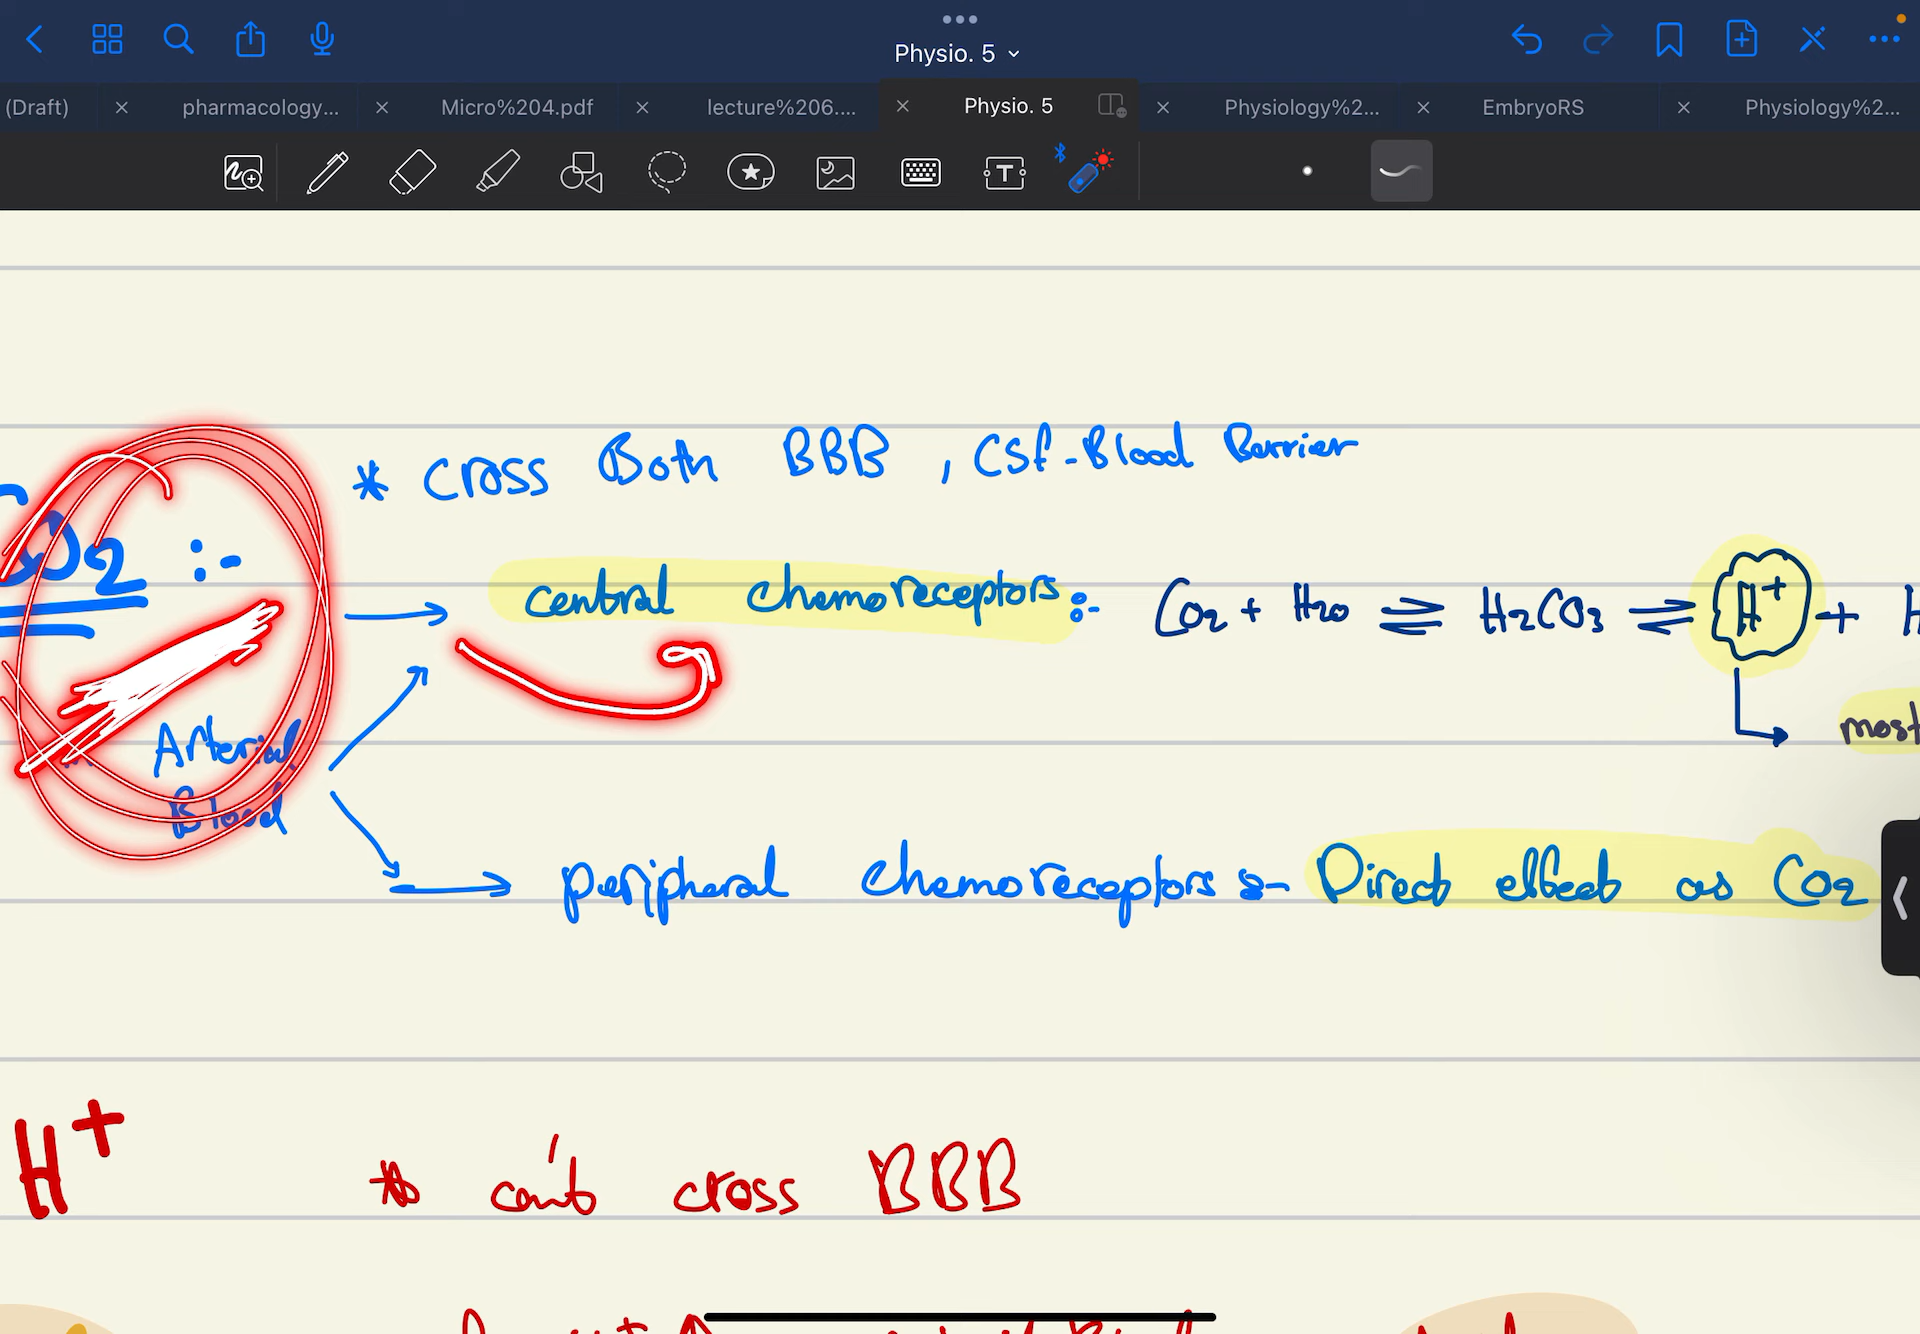 Physio. 5
(Draft) pharmacology... Micro%204.pdf lecture%206.... Physio. 5 Physiology%2... EmbryoRS Physiology%2...
* cross Both BBB , CSF-Blood Barrier
CO2 :-
central chemoreceptors :- CO2 + H2O ⇌ H2CO3 ⇌ H+ + H
most
Arterial
Blood
peripheral chemoreceptors :- Direct effect as CO2
H+ * can't cross BBB